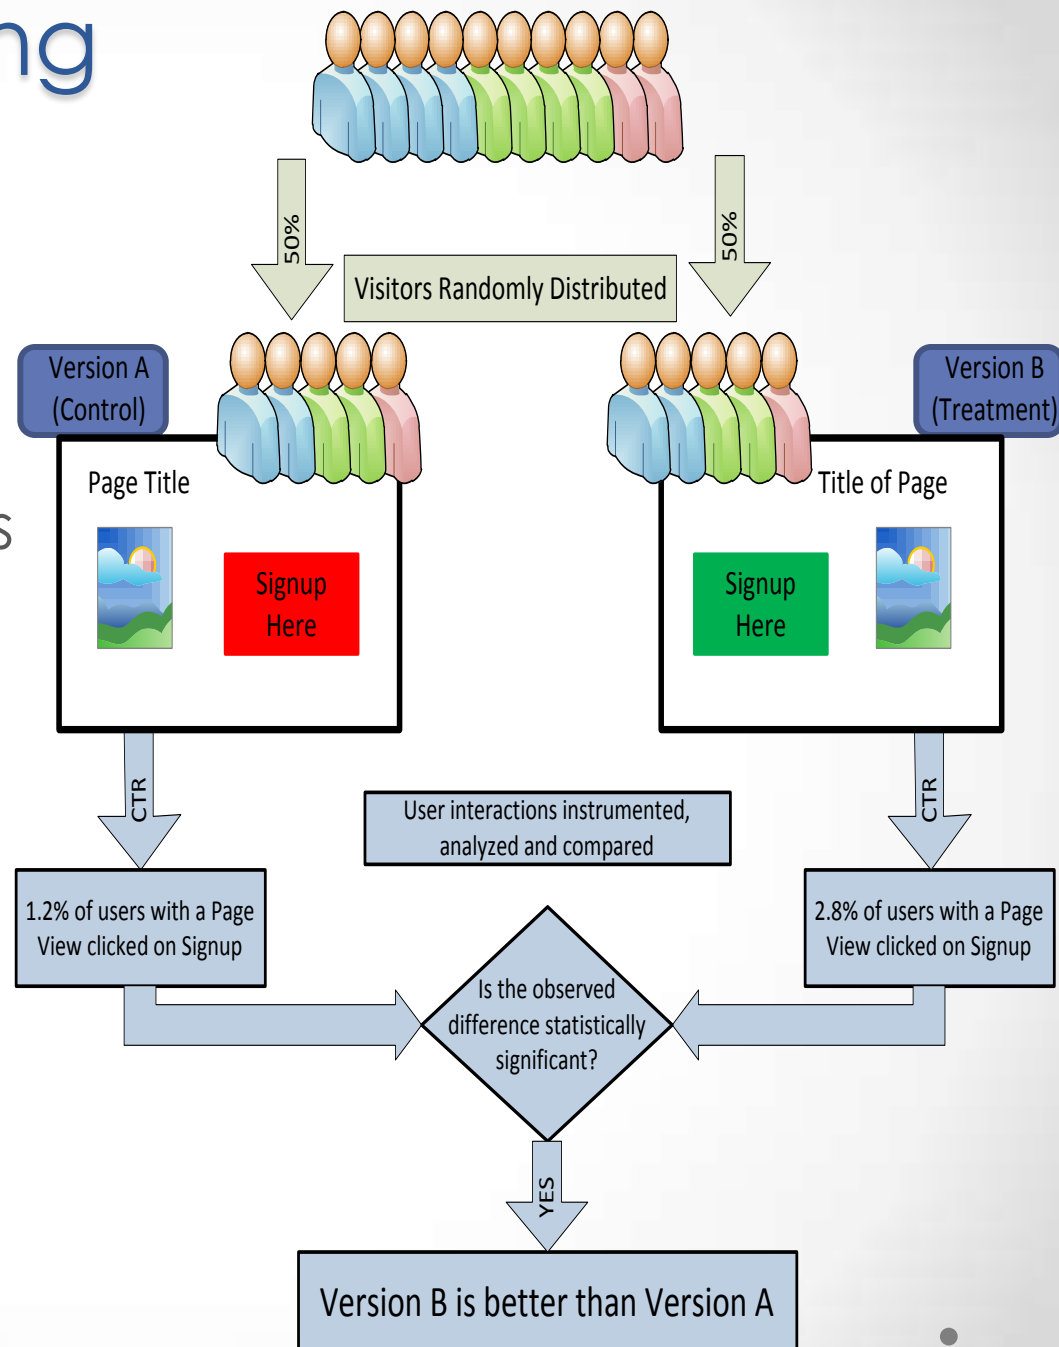 ng
50%
50%
Visitors Randomly Distributed
Version A
(Control)
Version B
(Treatment)
Page Title
Title of Page
s
Signup
Here
Signup
Here
CTR
CTR
User interactions instrumented,
analyzed and compared
1.2% of users with a Page
View clicked on Signup
2.8% of users with a Page
View clicked on Signup
Is the observed
difference statistically
significant?
YES
Version B is better than Version A